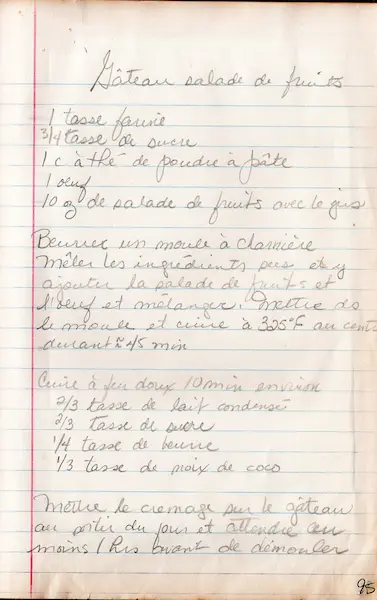 Gâteau salade de fruits
1 tasse farine
3/4 tasse de sucre
1 c à thé de poudre à pâte
1 oeuf
10 oz de salade de fruits avec le jus
Beurrer un moule à charnière
Mêler les ingrédients secs et y
ajouter la salade de fruits et
l'oeuf et mélanger. Mettre ds
le moule et cuire à 325°F au cent
durant ≈ 45 min
Cuire à feu doux 10 min environ
2/3 tasse de lait condensé
2/3 tasse de sucre
1/4 tasse de beurre
1/3 tasse de noix de coco
Mettre le cremage sur le gâteau
au sortir du four et attendre au
moins 1 hrs avant de démouler
95